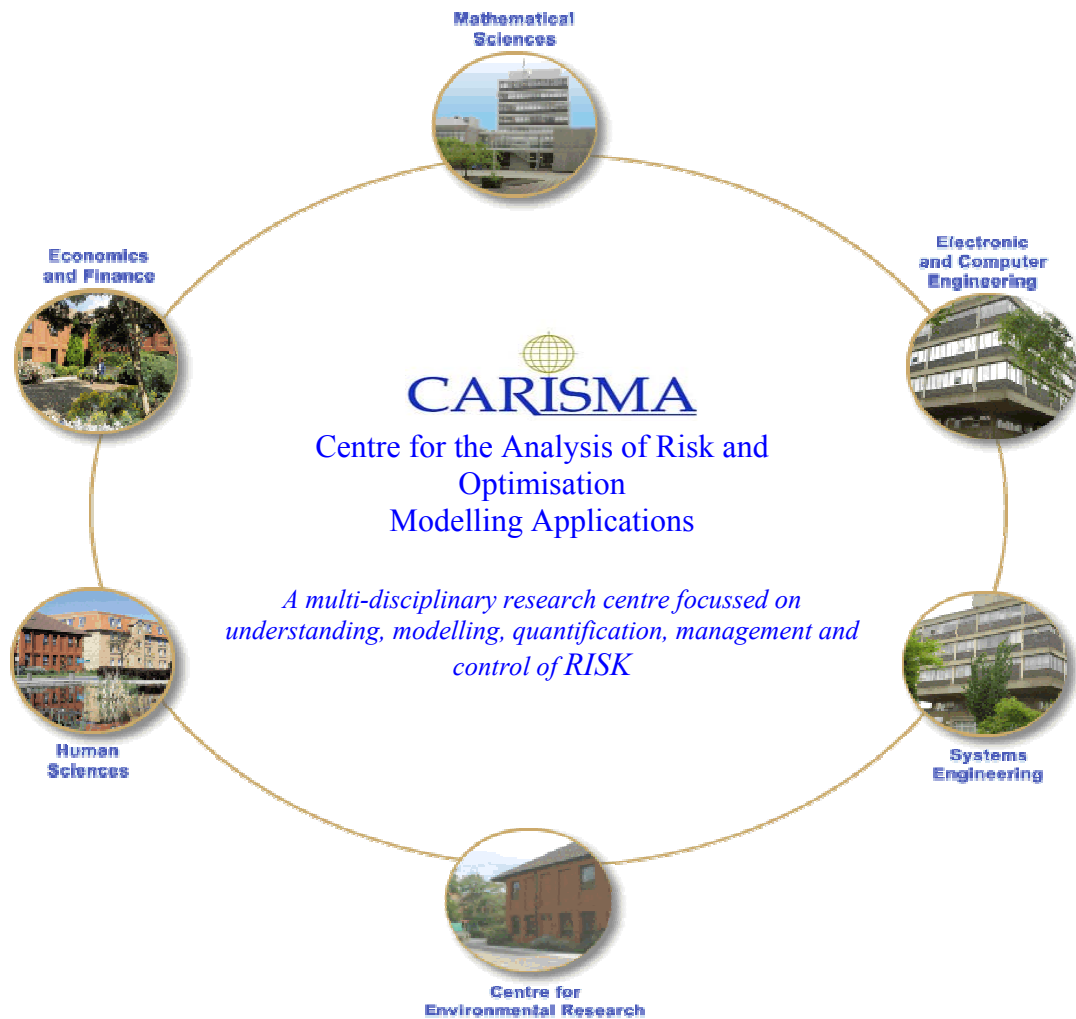 Mathematical
Sciences
Economics
and Finance
Electronic
and Computer
Engineering
CARISMA
Centre for the Analysis of Risk and
Optimisation
Modelling Applications
A multi-disciplinary research centre focussed on
understanding, modelling, quantification, management and
control of RISK
Human
Sciences
Systems
Engineering
Centre for
Environmental Research